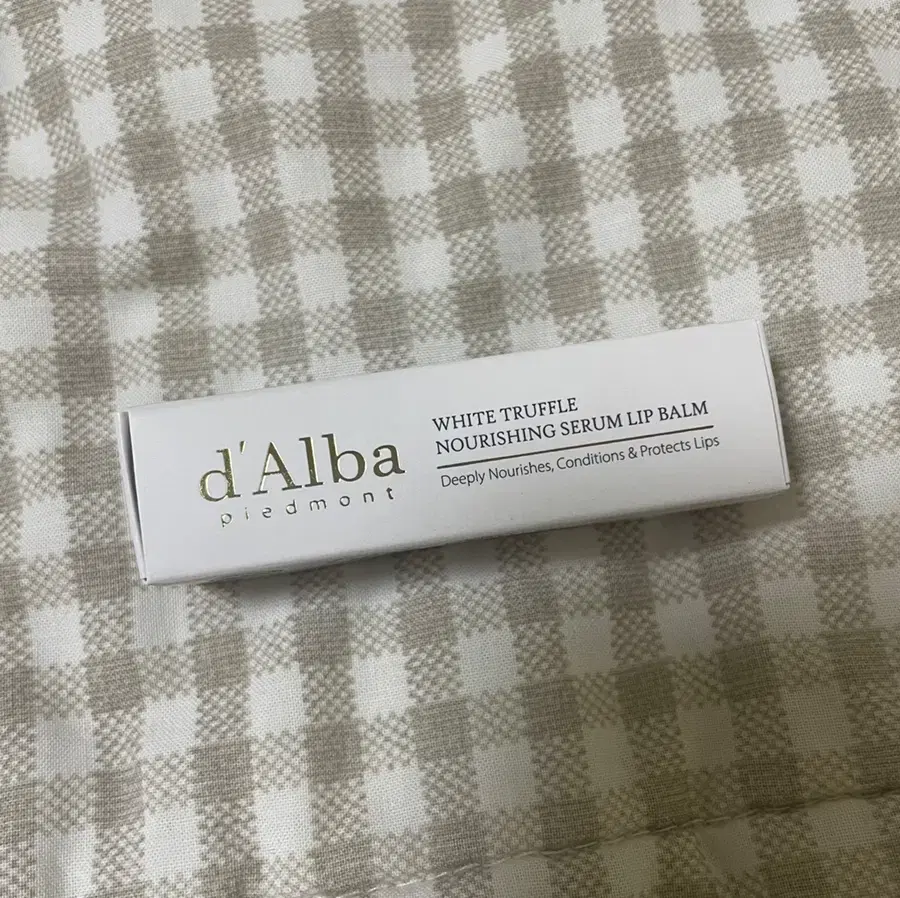 d'Alba
piedmont
WHITE TRUFFLE
NOURISHING SERUM LIP BALM
Deeply Nourishes, Conditions & Protects Lips